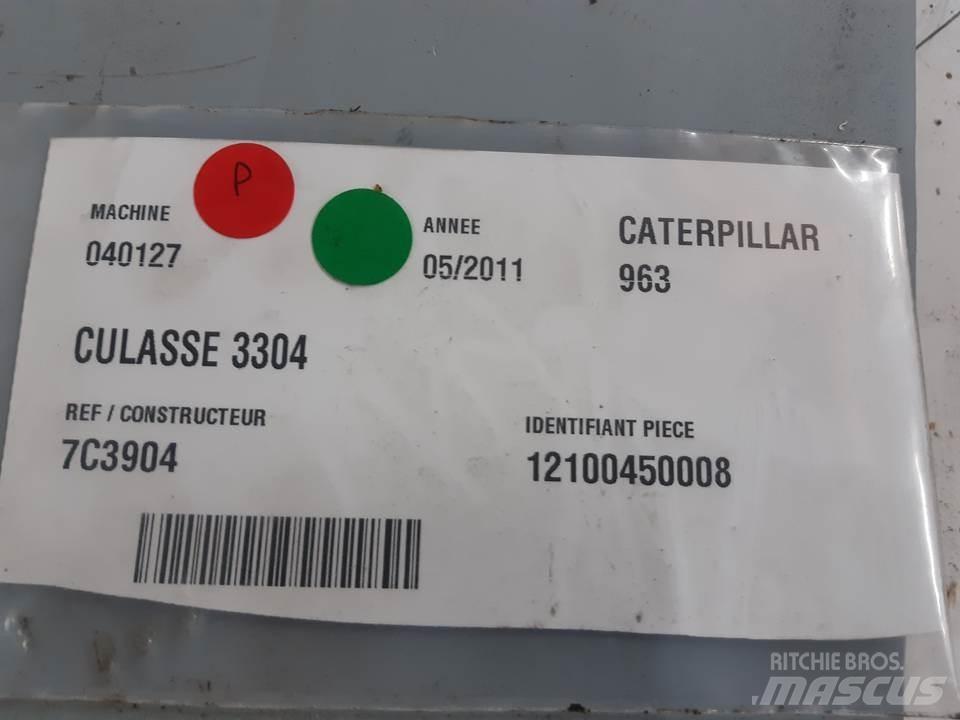 P
MACHINE
040127
ANNEE
05/2011
CATERPILLAR
963
CULASSE 3304
REF / CONSTRUCTEUR
7C3904
IDENTIFIANT PIECE
12100450008
RITCHIE BROS.
MASCUS